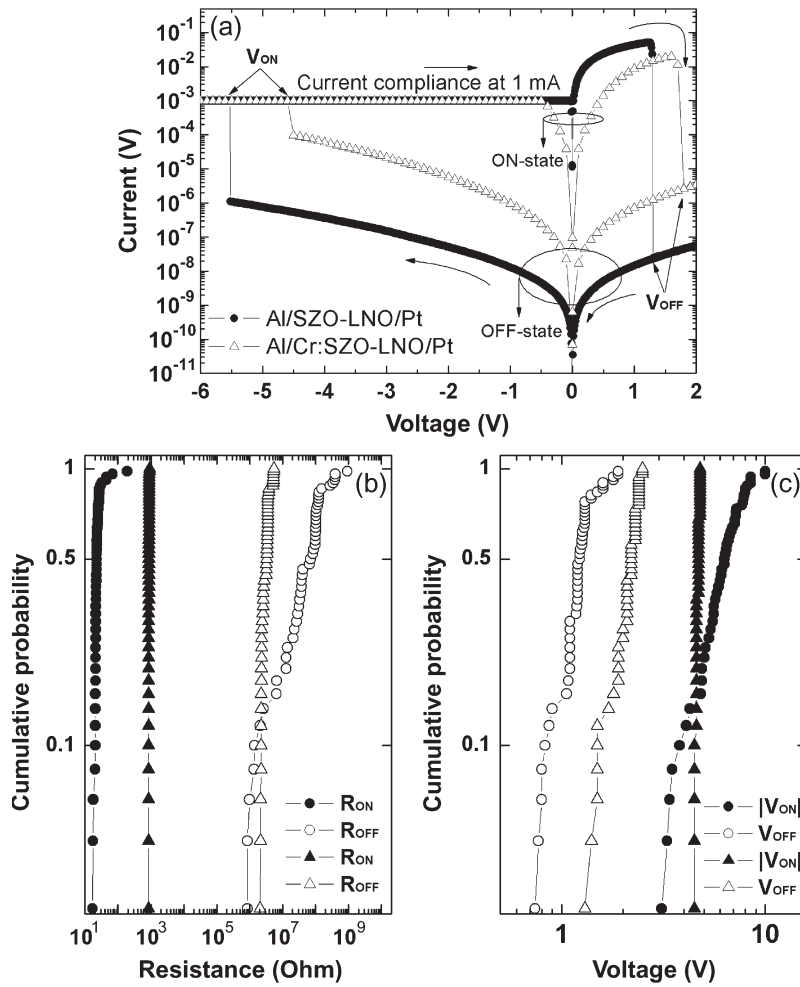 (a)
10⁻¹
10⁻²
10⁻³
10⁻⁴
10⁻⁵
10⁻⁶
10⁻⁷
10⁻⁸
10⁻⁹
10⁻¹⁰
10⁻¹¹
Current (V)
VON
Current compliance at 1 mA
ON-state
OFF-state
VOFF
Al/SZO-LNO/Pt
Al/Cr:SZO-LNO/Pt
-6 -5 -4 -3 -2 -1 0 1 2
Voltage (V)
(b)
1
0.5
0.1
Cumulative probability
RON
ROFF
RON
ROFF
10¹ 10³ 10⁵ 10⁷ 10⁹
Resistance (Ohm)
(c)
1
0.5
0.1
Cumulative probability
|VON|
VOFF
|VON|
VOFF
1 10
Voltage (V)